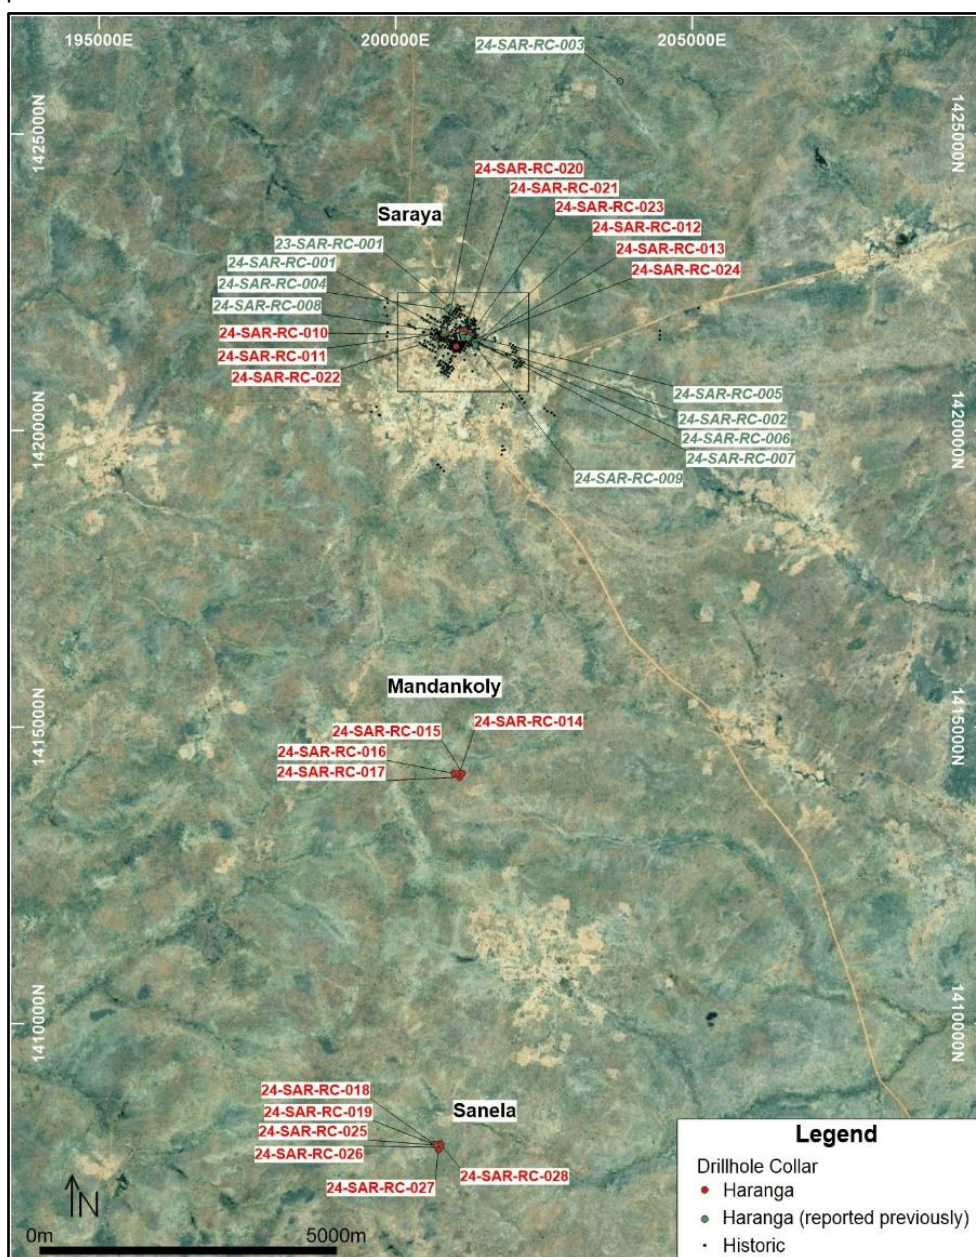 195000E
200000E
205000E
24-SAR-RC-003
1425000N
1425000N
24-SAR-RC-020
24-SAR-RC-021
Saraya
24-SAR-RC-023
24-SAR-RC-012
23-SAR-RC-001
24-SAR-RC-013
24-SAR-RC-001
24-SAR-RC-024
24-SAR-RC-004
24-SAR-RC-008
24-SAR-RC-010
24-SAR-RC-011
24-SAR-RC-022
24-SAR-RC-005
24-SAR-RC-002
1420000N
1420000N
24-SAR-RC-006
24-SAR-RC-007
24-SAR-RC-009
Mandankoly
24-SAR-RC-014
24-SAR-RC-015
1415000N
1415000N
24-SAR-RC-016
24-SAR-RC-017
1410000N
1410000N
24-SAR-RC-018
Sanela
24-SAR-RC-019
24-SAR-RC-025
24-SAR-RC-026
24-SAR-RC-028
24-SAR-RC-027
Legend
Drillhole Collar
Haranga
Haranga (reported previously)
Historic
N
0m
5000m